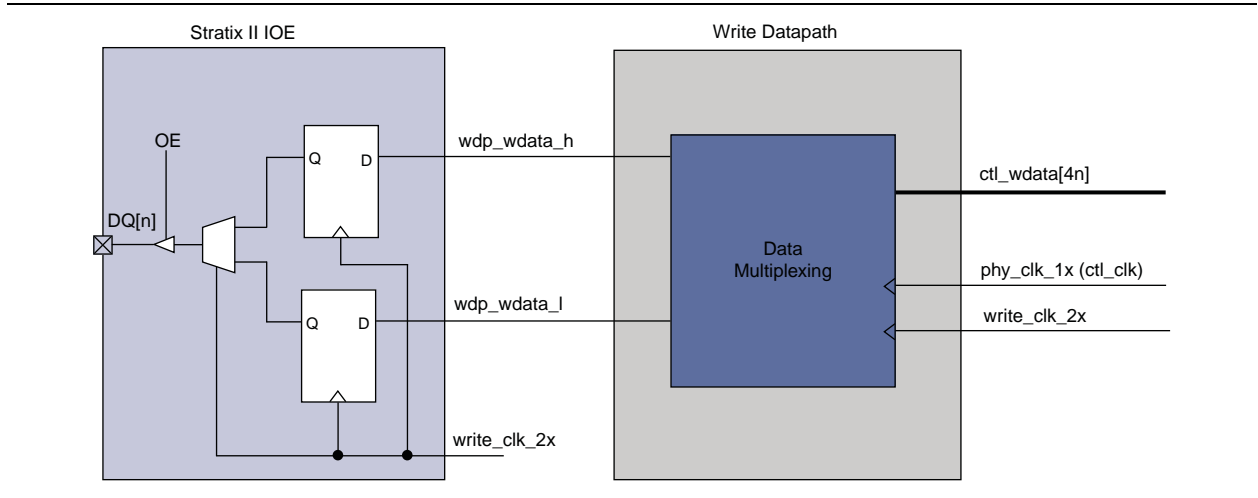 Stratix II IOE
Write Datapath
OE
Q
D
wdp_wdata_h
ctl_wdata[4n]
DQ[n]
Data
Multiplexing
phy_clk_1x (ctl_clk)
Q
D
wdp_wdata_l
write_clk_2x
write_clk_2x